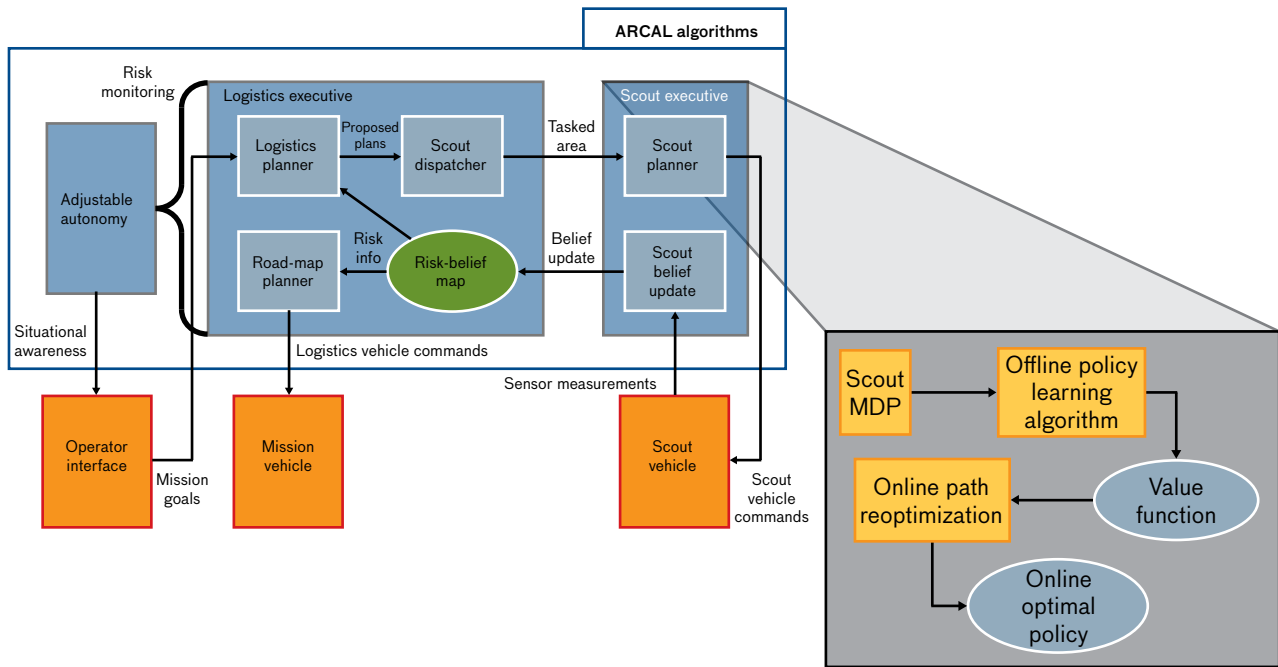 ARCAL algorithms
Risk
monitoring
Logistics executive
Scout executive
Adjustable
autonomy
Logistics
planner
Proposed
plans
Scout
dispatcher
Tasked
area
Scout
planner
Road-map
planner
Risk
info
Risk-belief
map
Belief
update
Scout
belief
update
Situational
awareness
Logistics vehicle commands
Sensor measurements
Operator
interface
Mission
goals
Mission
vehicle
Scout
vehicle
Scout
vehicle
commands
Scout
MDP
Offline policy
learning
algorithm
Online path
reoptimization
Value
function
Online
optimal
policy